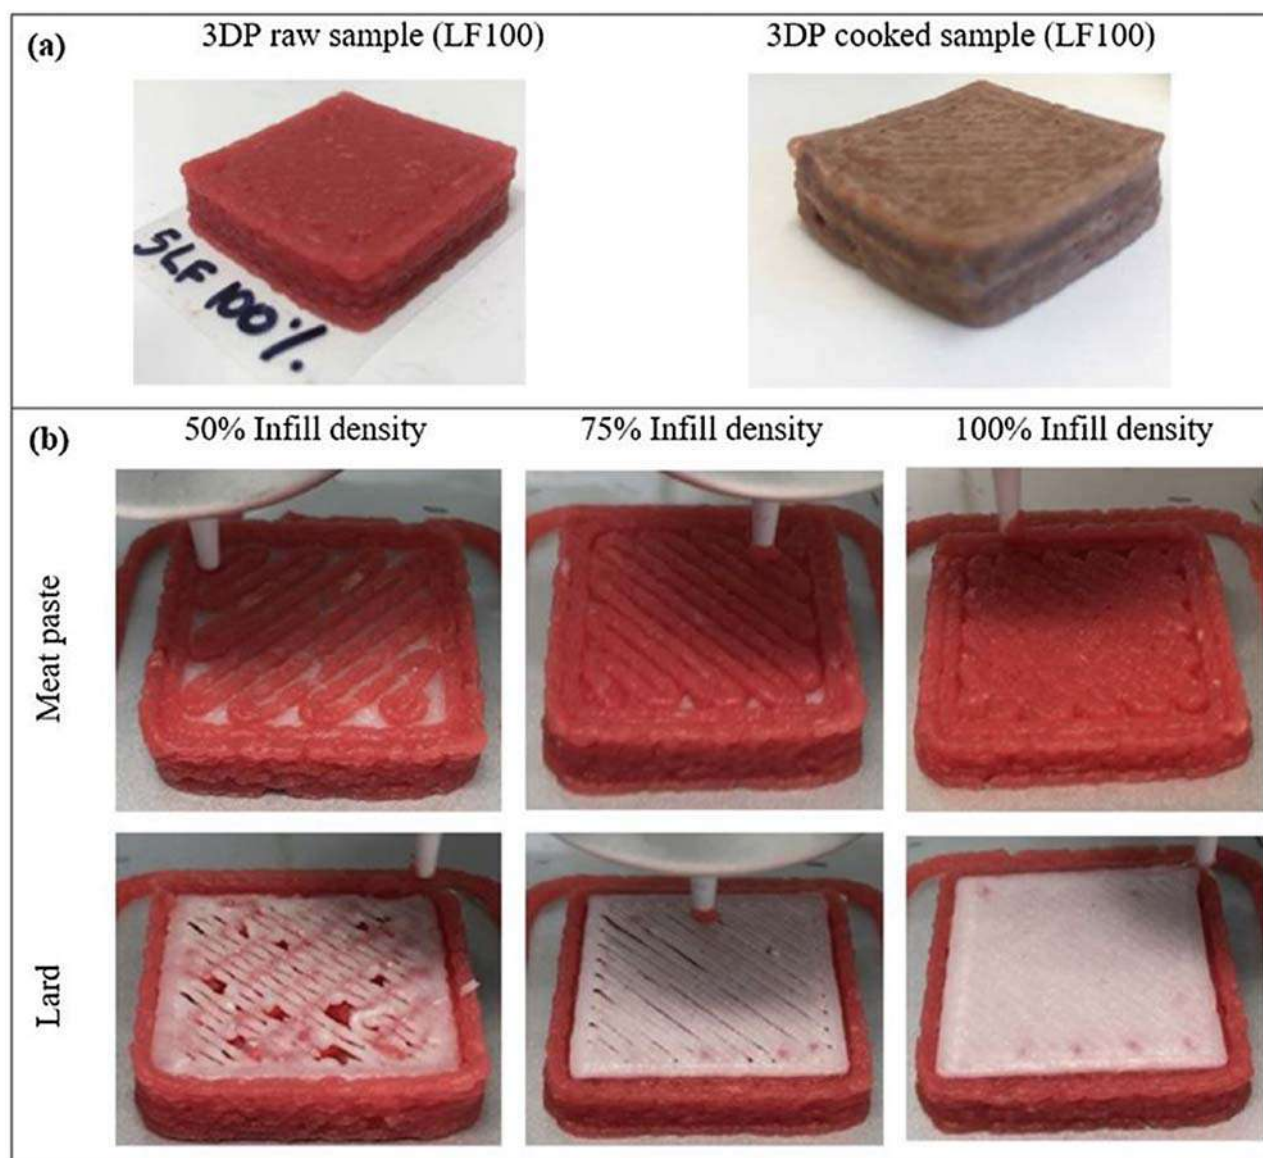 (a)
3DP raw sample (LF100)
3DP cooked sample (LF100)
SLF 100%.
(b)
50% Infill density
75% Infill density
100% Infill density
Meat paste
Lard